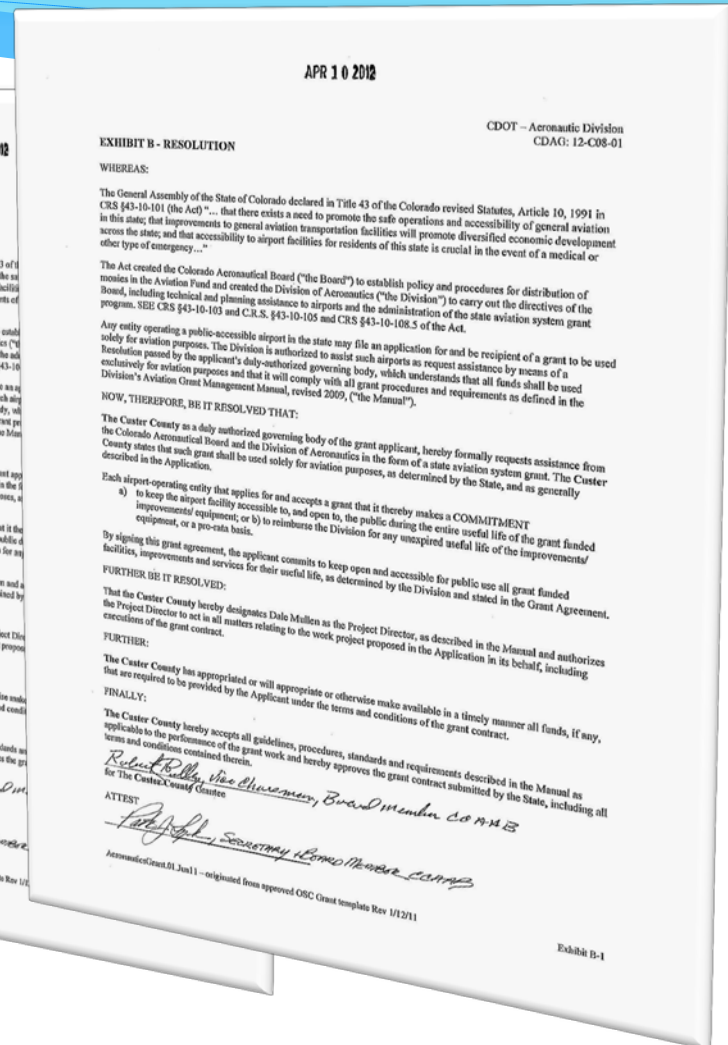 APR 10 2012
CDOT – Aeronautic Division
CDAG: 12-C08-01
EXHIBIT B - RESOLUTION
WHEREAS:
The General Assembly of the State of Colorado declared in Title 43 of the Colorado revised Statutes, Article 10, 1991 in
CRS §43-10-101 (the Act) “... that there exists a need to promote the safe operations and accessibility of general aviation
in this state; that improvements to general aviation transportation facilities will promote diversified economic development
across the state; and that accessibility to airport facilities for residents of this state is crucial in the event of a medical or
other type of emergency...”
The Act created the Colorado Aeronautical Board ("the Board") to establish policy and procedures for distribution of
monies in the Aviation Fund and created the Division of Aeronautics ("the Division") to carry out the directives of the
Board, including technical and planning assistance to airports and the administration of the state aviation system grant
program. SEE CRS §43-10-103 and C.R.S. §43-10-105 and CRS §43-10-108.5 of the Act.
Any entity operating a public-accessible airport in the state may file an application for and be recipient of a grant to be used
solely for aviation purposes. The Division is authorized to assist such airports as request assistance by means of a
Resolution passed by the applicant's duly-authorized governing body, which understands that all funds shall be used
exclusively for aviation purposes and that it will comply with all grant procedures and requirements as defined in the
Division's Aviation Grant Management Manual, revised 2009, ("the Manual").
NOW, THEREFORE, BE IT RESOLVED THAT:
The Custer County as a duly authorized governing body of the grant applicant, hereby formally requests assistance from
the Colorado Aeronautical Board and the Division of Aeronautics in the form of a state aviation system grant. The Custer
County states that such grant shall be used solely for aviation purposes, as determined by the State, and as generally
described in the Application.
Each airport-operating entity that applies for and accepts a grant that it thereby makes a COMMITMENT
a) to keep the airport facility accessible to, and open to, the public during the entire useful life of the grant funded
improvements/ equipment; or b) to reimburse the Division for any unexpired useful life of the improvements/
equipment, or a pro-rata basis.
By signing this grant agreement, the applicant commits to keep open and accessible for public use all grant funded
facilities, improvements and services for their useful life, as determined by the Division and stated in the Grant Agreement.
FURTHER BE IT RESOLVED:
That the Custer County hereby designates Dale Mullen as the Project Director, as described in the Manual and authorizes
the Project Director to act in all matters relating to the work project proposed in the Application in its behalf, including
executions of the grant contract.
FURTHER:
The Custer County has appropriated or will appropriate or otherwise make available in a timely manner all funds, if any,
that are required to be provided by the Applicant under the terms and conditions of the grant contract.
FINALLY:
The Custer County hereby accepts all guidelines, procedures, standards and requirements described in the Manual as
applicable to the performance of the grant work and hereby approves the grant contract submitted by the State, including all
terms and conditions contained therein.
Vice Chareman, Board member
for The Custer County Grantee
ATTEST
SECRETARY + BOARD MEMBER CCAAB
AeronauticsGrant.01.Jun11 – originated from approved OSC Grant template Rev 1/12/11
Exhibit B-1